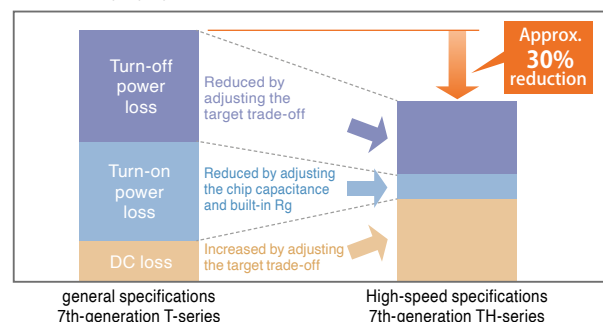 Turn-off
power
loss
Reduced by
adjusting the
target trade-off
Approx.
30%
reduction
Turn-on
power
loss
Reduced by adjusting
the chip capacitance
and built-in Rg
DC loss
Increased by adjusting
the target trade-off
general specifications
7th-generation T-series
High-speed specifications
7th-generation TH-series